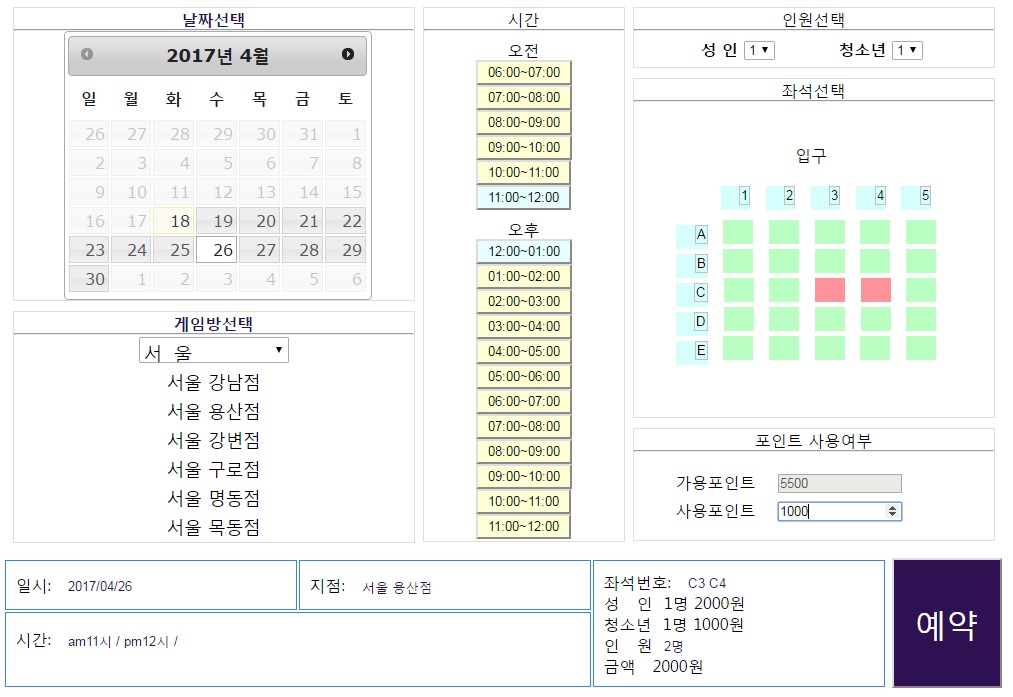 날짜선택
2017년 4월
일 월 화 수 목 금 토
26 27 28 29 30 31 1
2 3 4 5 6 7 8
9 10 11 12 13 14 15
16 17 18 19 20 21 22
23 24 25 26 27 28 29
30 1 2 3 4 5 6
게임방선택
서 울
서울 강남점
서울 용산점
서울 강변점
서울 구로점
서울 명동점
서울 목동점
시간
오전
06:00~07:00
07:00~08:00
08:00~09:00
09:00~10:00
10:00~11:00
11:00~12:00
오후
12:00~01:00
01:00~02:00
02:00~03:00
03:00~04:00
04:00~05:00
05:00~06:00
06:00~07:00
07:00~08:00
08:00~09:00
09:00~10:00
10:00~11:00
11:00~12:00
인원선택
성 인 1 청소년 1
좌석선택
입구
1 2 3 4 5
A
B
C
D
E
포인트 사용여부
가용포인트 5500
사용포인트 1000
일시: 2017/04/26
지점: 서울 용산점
시간: am11시 / pm12시 /
좌석번호: C3 C4
성 인 1명 2000원
청소년 1명 1000원
인 원 2명
금액 2000원
예약